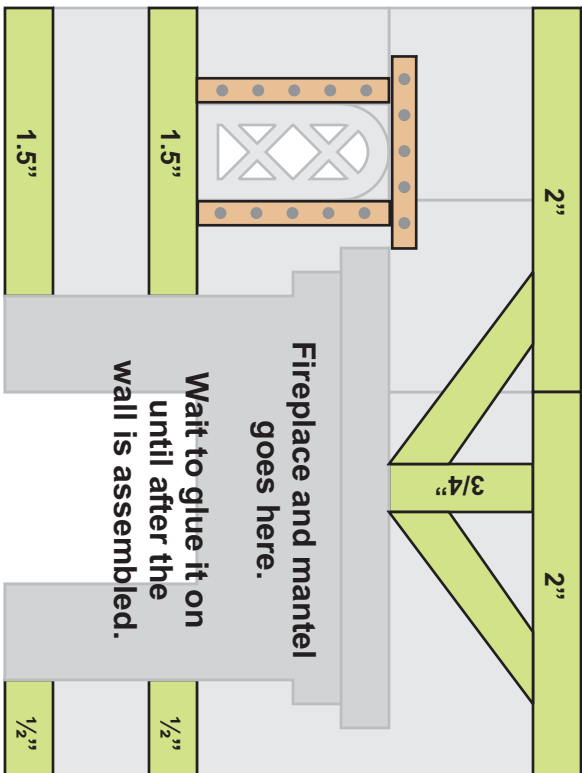 2”
2”
3/4”
Fireplace and mantel
goes here.
Wait to glue it on
until after the
wall is assembled.
1.5”
½”
1.5”
½”